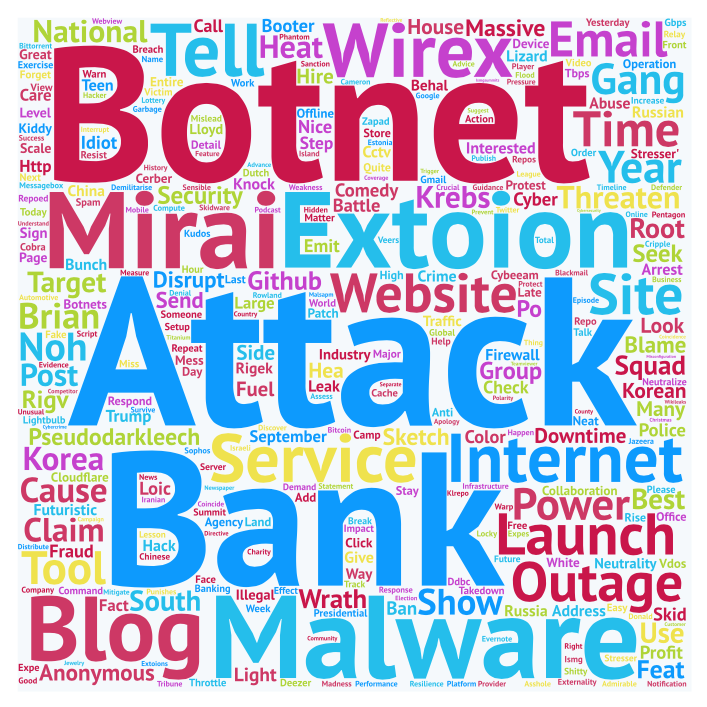 Bittorrent
Webview
National
Tell
Booter
Phantom
Wirex
House
Massive
Yesterday
Gbps
Relay
Front
Great
Exercise
Forget
Breach
Name
Heat
Sanction
Hire
Cameron
Call
Device
Lizard
Player
Flood
Pressure
Email
Video
Tbps
Operation
Gang
View
Care
Warn
Teen
Hacker
Entire
Victim
Lottery
Garbage
Work
Botnet
Advice
Behal
Google
Abuse
Increase
Russian
Level
Kiddy
Success
Scale
Http
Idiot
Interrupt
Resist
Mislead
Lloyd
Detail
Feature
Offline
Nice
Step
Island
Zapad
Store
Estonia
Cctv
Quite
Coverage
Suggest
Action
Interested
Publish
Repos
Time
Order
Stresser'
Year
Next
Messagebox
Cerber
Demilitarise
History
Sensible
Advance
Dutch
Weakness
Trigger
Gmail
Crucial
Guidance
League
Timeline
Defender
China
Spam
Security
Knock
Comedy
Battle
Krebs
Protest
Cyber
Threaten
Repoed
Today
Understand
Sign
Cobra
Page
Mobile
Compute
Skidware
Kudos
Podcast
Hidden
Matter
Emit
Prevent
Twitter
Veers
Total
Online
Pentagon
Cripple
Root
Seek
Mirai
Extoion
Bunch
Measure
Disrupt
Hour
Denial
Last
Github
Rowland
Country
Malsapm
World
Patch
High
Crime
Cybeeam
Protect
Late
Blackmail
Episode
Arrest
Business
Target
Botnets
Automotive
Send
Large
Website
Site
Brian
Fake
Script
Someone
Setup
Titanium
Traffic
Global
Help
Po
Thing
Repo
Talk
Look
Noh
Evidence
Competitor
Miss
Repeat
Mess
Day
Attack
Side
Rigek
Fuel
Industry
Major
Hea
Leak
Assess
Separate
Cache
Firewall
Group
Check
Polarity
Blame
Misconfiguration
Squad
Neutralize
Post
Rigv
Unusual
Lightbulb
Cybercrime
Respond
Survive
Trump
Korean
Wikileaks
Many
Christmas
Police
Pseudodarkleech
September
Discover
Bitcoin
Camp
Anti
Apology
Sketch
Color
Happen
County
Neat
Downtime
Jazeera
Korea
Cloudflare
Sophos
Israeli
Server
Service
Internet
Cause
Futuristic
News
Loic
Iranian
Newspaper
Coincide
Summit
Directive
Demand
Add
Statement
Stay
Klrepo
Infrastructure
Warp
Power
Collaboration
Please
Best
Rise
Office
Claim
Campaign
Distribute
Fraud
Lesson
Hack
Chinese
Agency
Land
Charity
Break
Impact
Click
Give
Way
Track
Bank
Locky
Free
Expes
Future
Launch
White
Neutrality
Vdos
Tool
Company
Command
Mitigate
Punishes
Face
Banking
Illegal
Week
Effect
Presidential
Wrath
Response
Election
Ban
Ddbc
Takedown
Show
Outage
Russia
Address
Easy
Donald
Skid
Customer
Use
Blog
Fact
South
Malware
Community
Evernote
Right
Ismg
Shitty
Stresser
Profit
Feat
Expe
Good
Anonymous
Jewelry
Extoions
Tribune
Throttle
Light
Deezer
Madness
Performance
Resilience
Platform
Provider
Asshole
Externality
Admirable
Notification